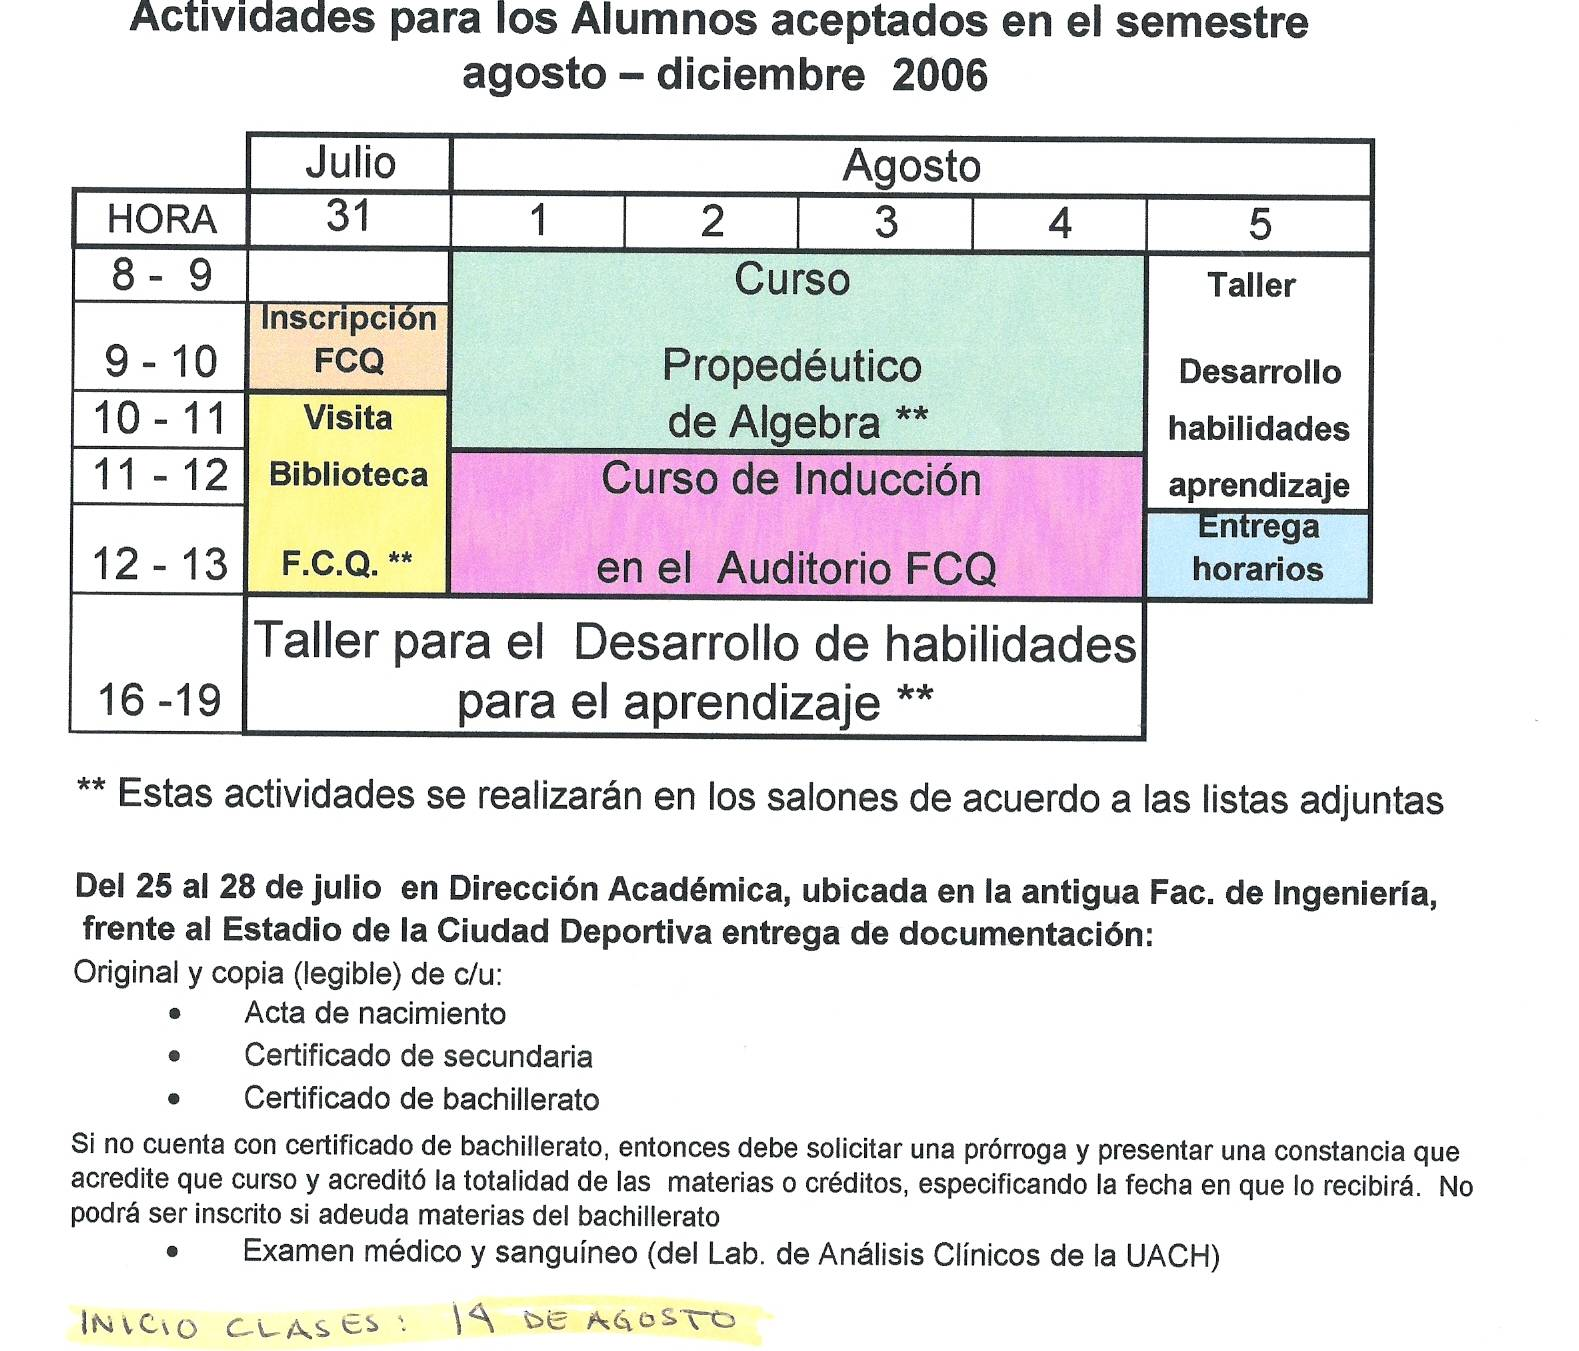 Actividades para los Alumnos aceptados en el semestre
agosto – diciembre 2006
Julio Agosto
HORA 31 1 2 3 4 5
8 - 9 Curso Taller
Inscripción
9 - 10 FCQ Propedéutico Desarrollo
10 - 11 Visita de Algebra ** habilidades
11 - 12 Biblioteca Curso de Inducción aprendizaje
Entrega
12 - 13 F.C.Q. ** en el Auditorio FCQ horarios
Taller para el Desarrollo de habilidades
16 -19 para el aprendizaje **
** Estas actividades se realizarán en los salones de acuerdo a las listas adjuntas
Del 25 al 28 de julio en Dirección Académica, ubicada en la antigua Fac. de Ingeniería,
frente al Estadio de la Ciudad Deportiva entrega de documentación:
Original y copia (legible) de c/u:
• Acta de nacimiento
• Certificado de secundaria
• Certificado de bachillerato
Si no cuenta con certificado de bachillerato, entonces debe solicitar una prórroga y presentar una constancia que
acredite que curso y acreditó la totalidad de las materias o créditos, especificando la fecha en que lo recibirá. No
podrá ser inscrito si adeuda materias del bachillerato
• Examen médico y sanguíneo (del Lab. de Análisis Clínicos de la UACH)
INICIO CLASES: 14 DE AGOSTO